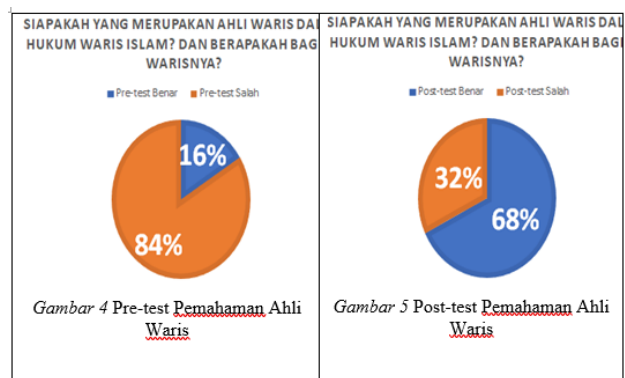 SIAPAKAH YANG MERUPAKAN AHLI WARIS DAL
HUKUM WARIS ISLAM? DAN BERAPAKAH BAGI
WARISNYA?
Pre-test Benar Pre-test Salah
16%
84%
Gambar 4 Pre-test Pemahaman Ahli
Waris
SIAPAKAH YANG MERUPAKAN AHLI WARIS DAL
HUKUM WARIS ISLAM? DAN BERAPAKAH BAGI
WARISNYA?
Post-test Benar Post-test Salah
32%
68%
Gambar 5 Post-test Pemahaman Ahli
Waris